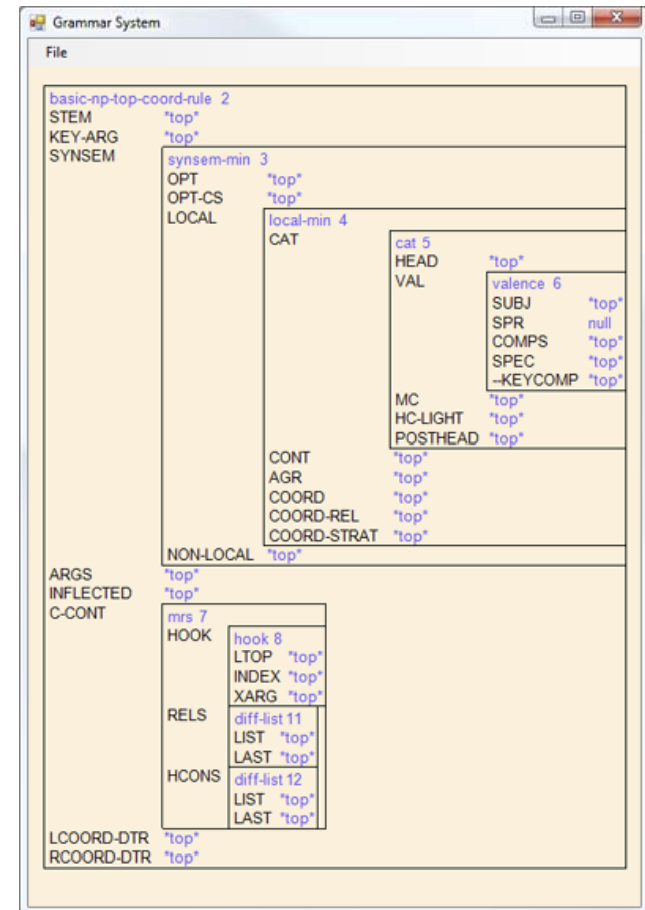 Grammar System
File
basic-np-top-coord-rule 2
STEM *top*
KEY-ARG *top*
SYNSEM synsem-min 3
OPT *top*
OPT-CS *top*
LOCAL local-min 4
CAT cat 5
HEAD *top*
VAL valence 6
SUBJ *top*
SPR null
COMPS *top*
SPEC *top*
--KEYCOMP *top*
MC *top*
HC-LIGHT *top*
POSTHEAD *top*
CONT *top*
AGR *top*
COORD *top*
COORD-REL *top*
COORD-STRAT *top*
NON-LOCAL *top*
ARGS *top*
INFLECTED *top*
C-CONT mrs 7
HOOK hook 8
LTOP *top*
INDEX *top*
XARG *top*
RELS diff-list 11
LIST *top*
LAST *top*
HCONS diff-list 12
LIST *top*
LAST *top*
LCOORD-DTR *top*
RCOORD-DTR *top*